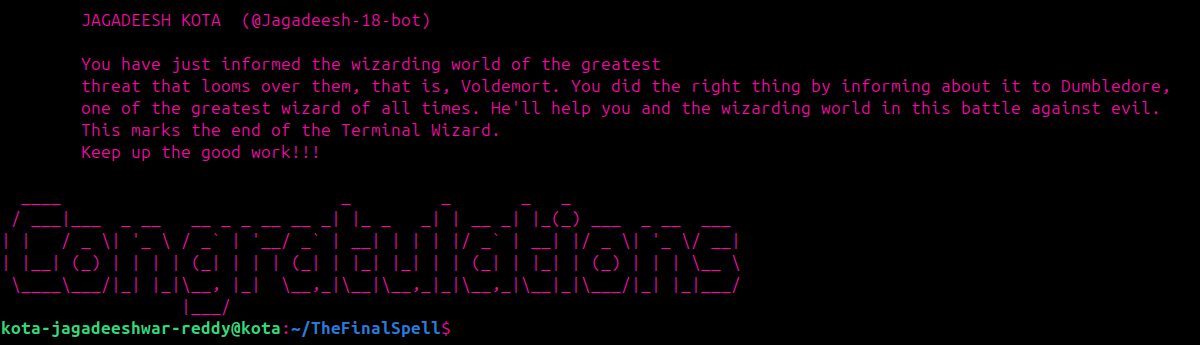 JAGADEESH KOTA  (@Jagadeesh-18-bot)
You have just informed the wizarding world of the greatest
threat that looms over them, that is, Voldemort. You did the right thing by informing about it to Dumbledore,
one of the greatest wizard of all times. He'll help you and the wizarding world in this battle against evil.
This marks the end of the Terminal Wizard.
Keep up the good work!!!
Congratulations
kota-jagadeeshwar-reddy@kota:~/TheFinalSpell$